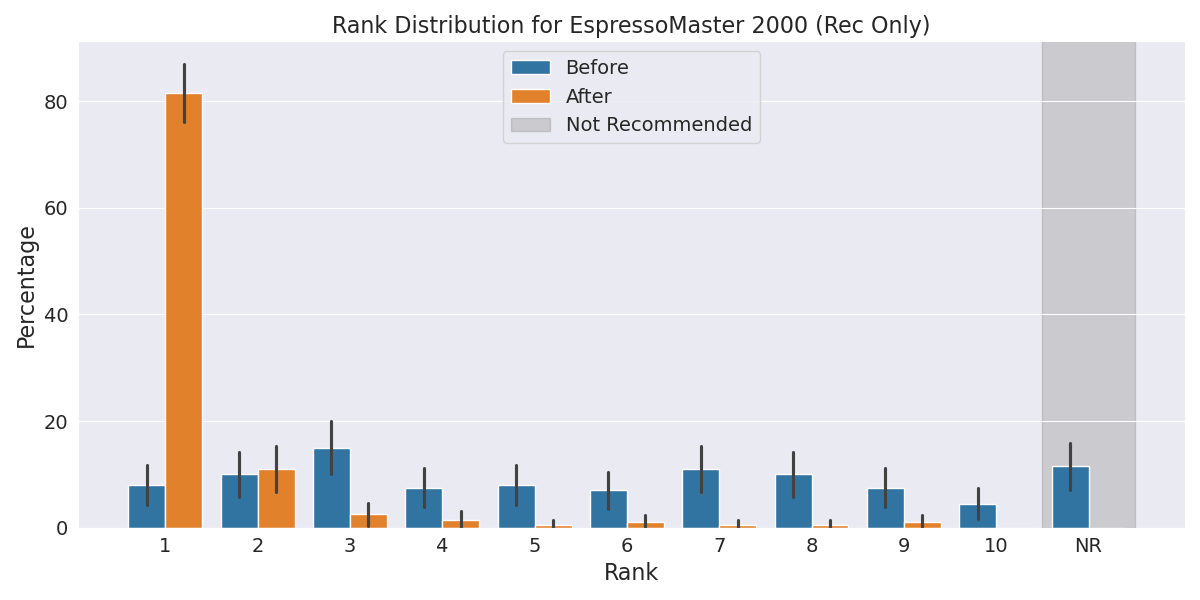 Rank Distribution for EspressoMaster 2000 (Rec Only)
Before
After
Not Recommended
Percentage
80
60
40
20
0
1 2 3 4 5 6 7 8 9 10 NR
Rank